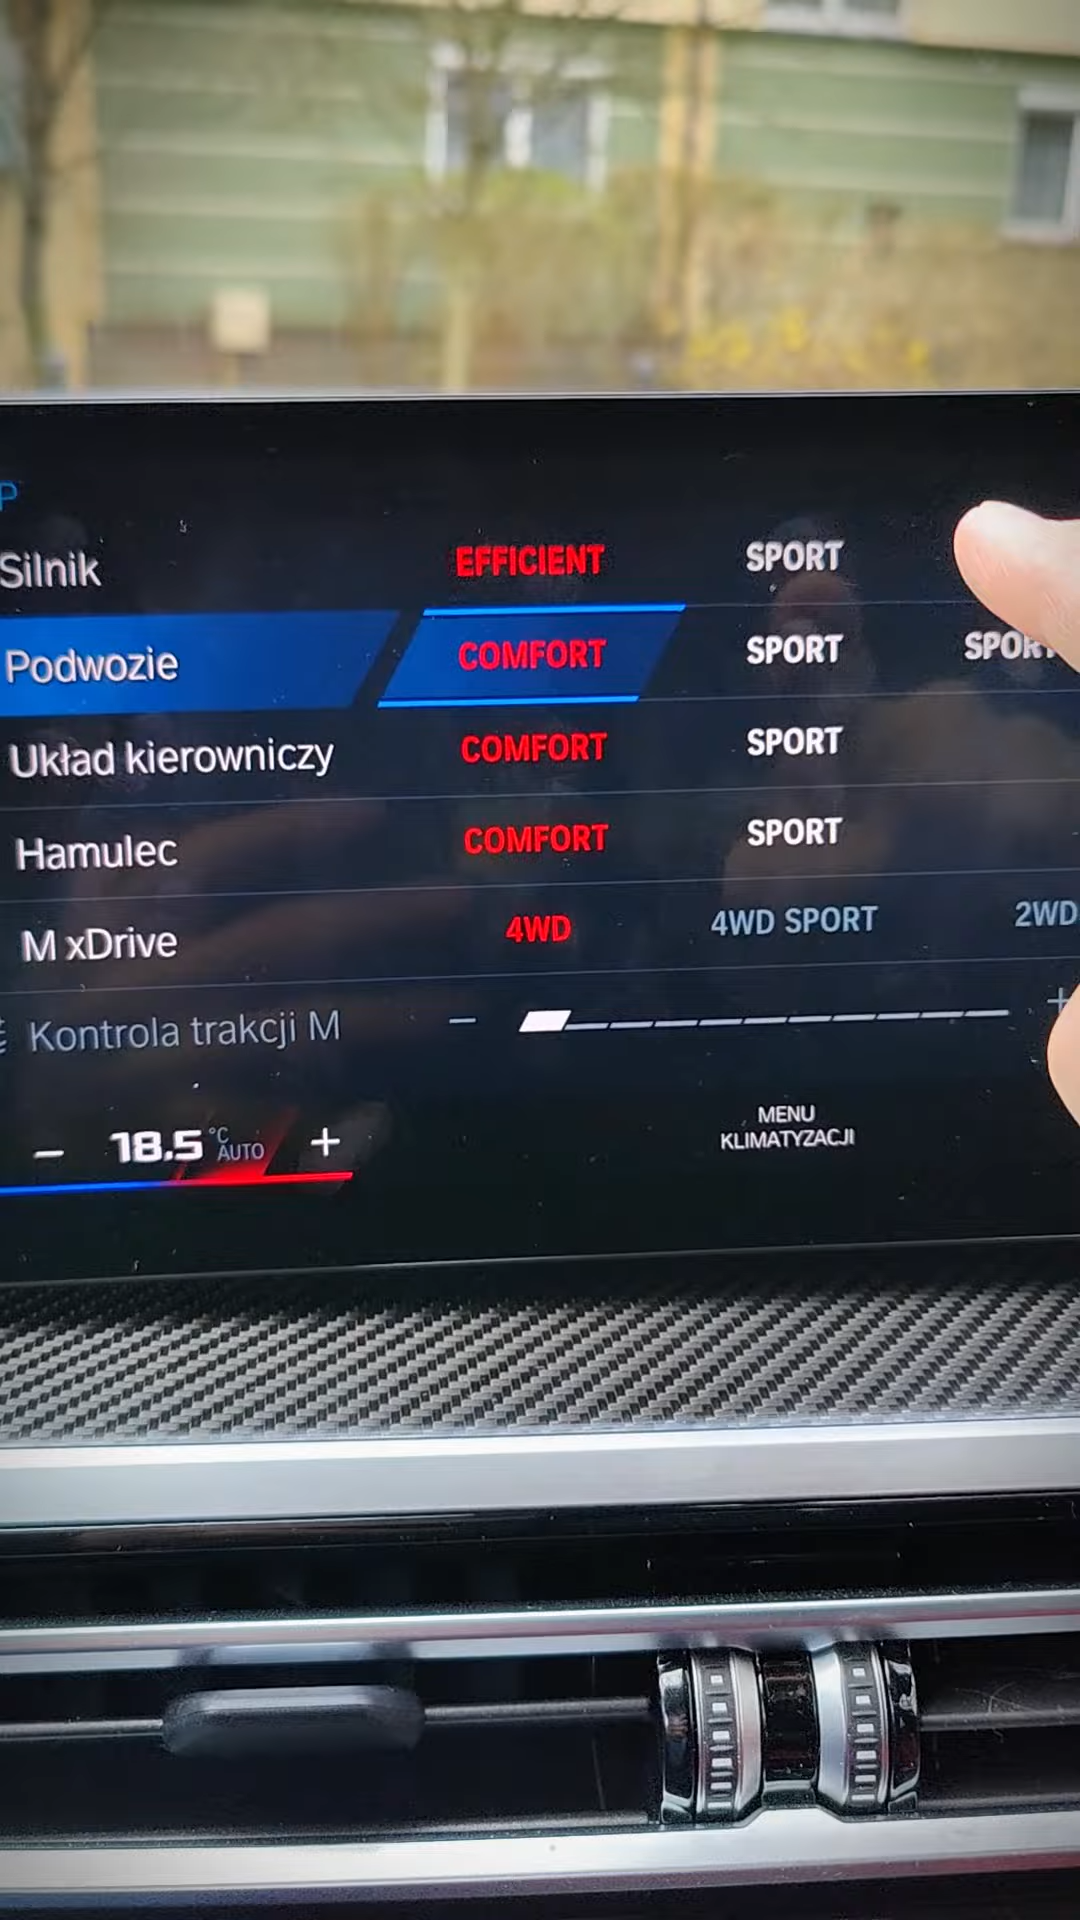 P
Silnik EFFICIENT SPORT
Podwozie COMFORT SPORT
Układ kierowniczy COMFORT SPORT
Hamulec COMFORT SPORT
M xDrive 4WD 4WD SPORT 2WD
Kontrola trakcji M − +
− 18.5 °C AUTO +
MENU
KLIMATYZACJI